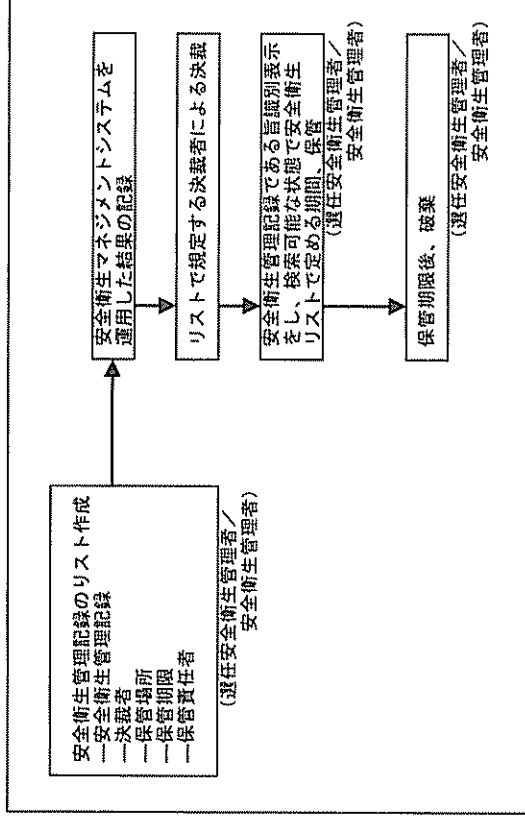 安全衛生管理記録のリスト作成
―安全衛生管理記録
―決裁者
―保管場所
―保管期限
―保管責任者
(選任安全衛生管理者／
安全衛生管理者)
安全衛生マネジメントシステムを
運用した結果の記録
リストで規定する決裁者による決裁
安全衛生管理記録である旨識別表示
をし、検索可能な状態で安全衛生
リストで定める期間、保管
(選任安全衛生管理者／
安全衛生管理者)
保管期限後、破棄
(選任安全衛生管理者／
安全衛生管理者)